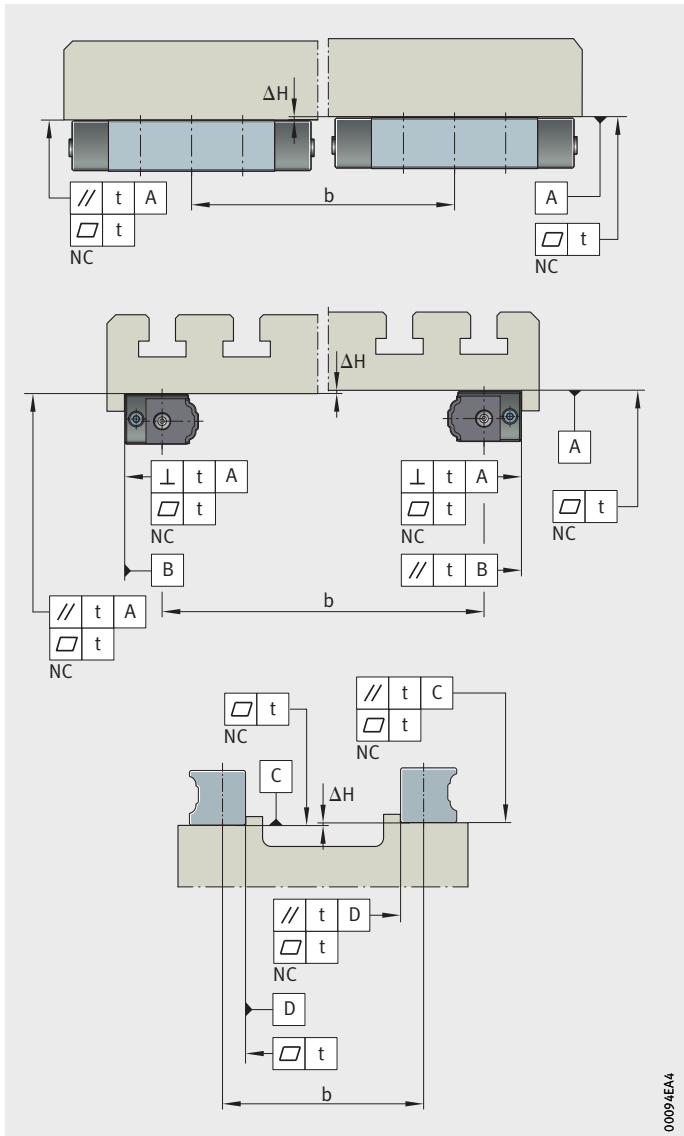 ΔH
b
⫽ t A
⏥ t
NC
A
⏥ t
NC
ΔH
A
⟂ t A
⏥ t
NC
⟂ t A
⏥ t
NC
⏥ t
NC
B
⫽ t B
b
⫽ t A
⏥ t
NC
⏥ t
NC
⫽ t C
⏥ t
NC
C
ΔH
⫽ t D
⏥ t
NC
D
⏥ t
b
00094EA4